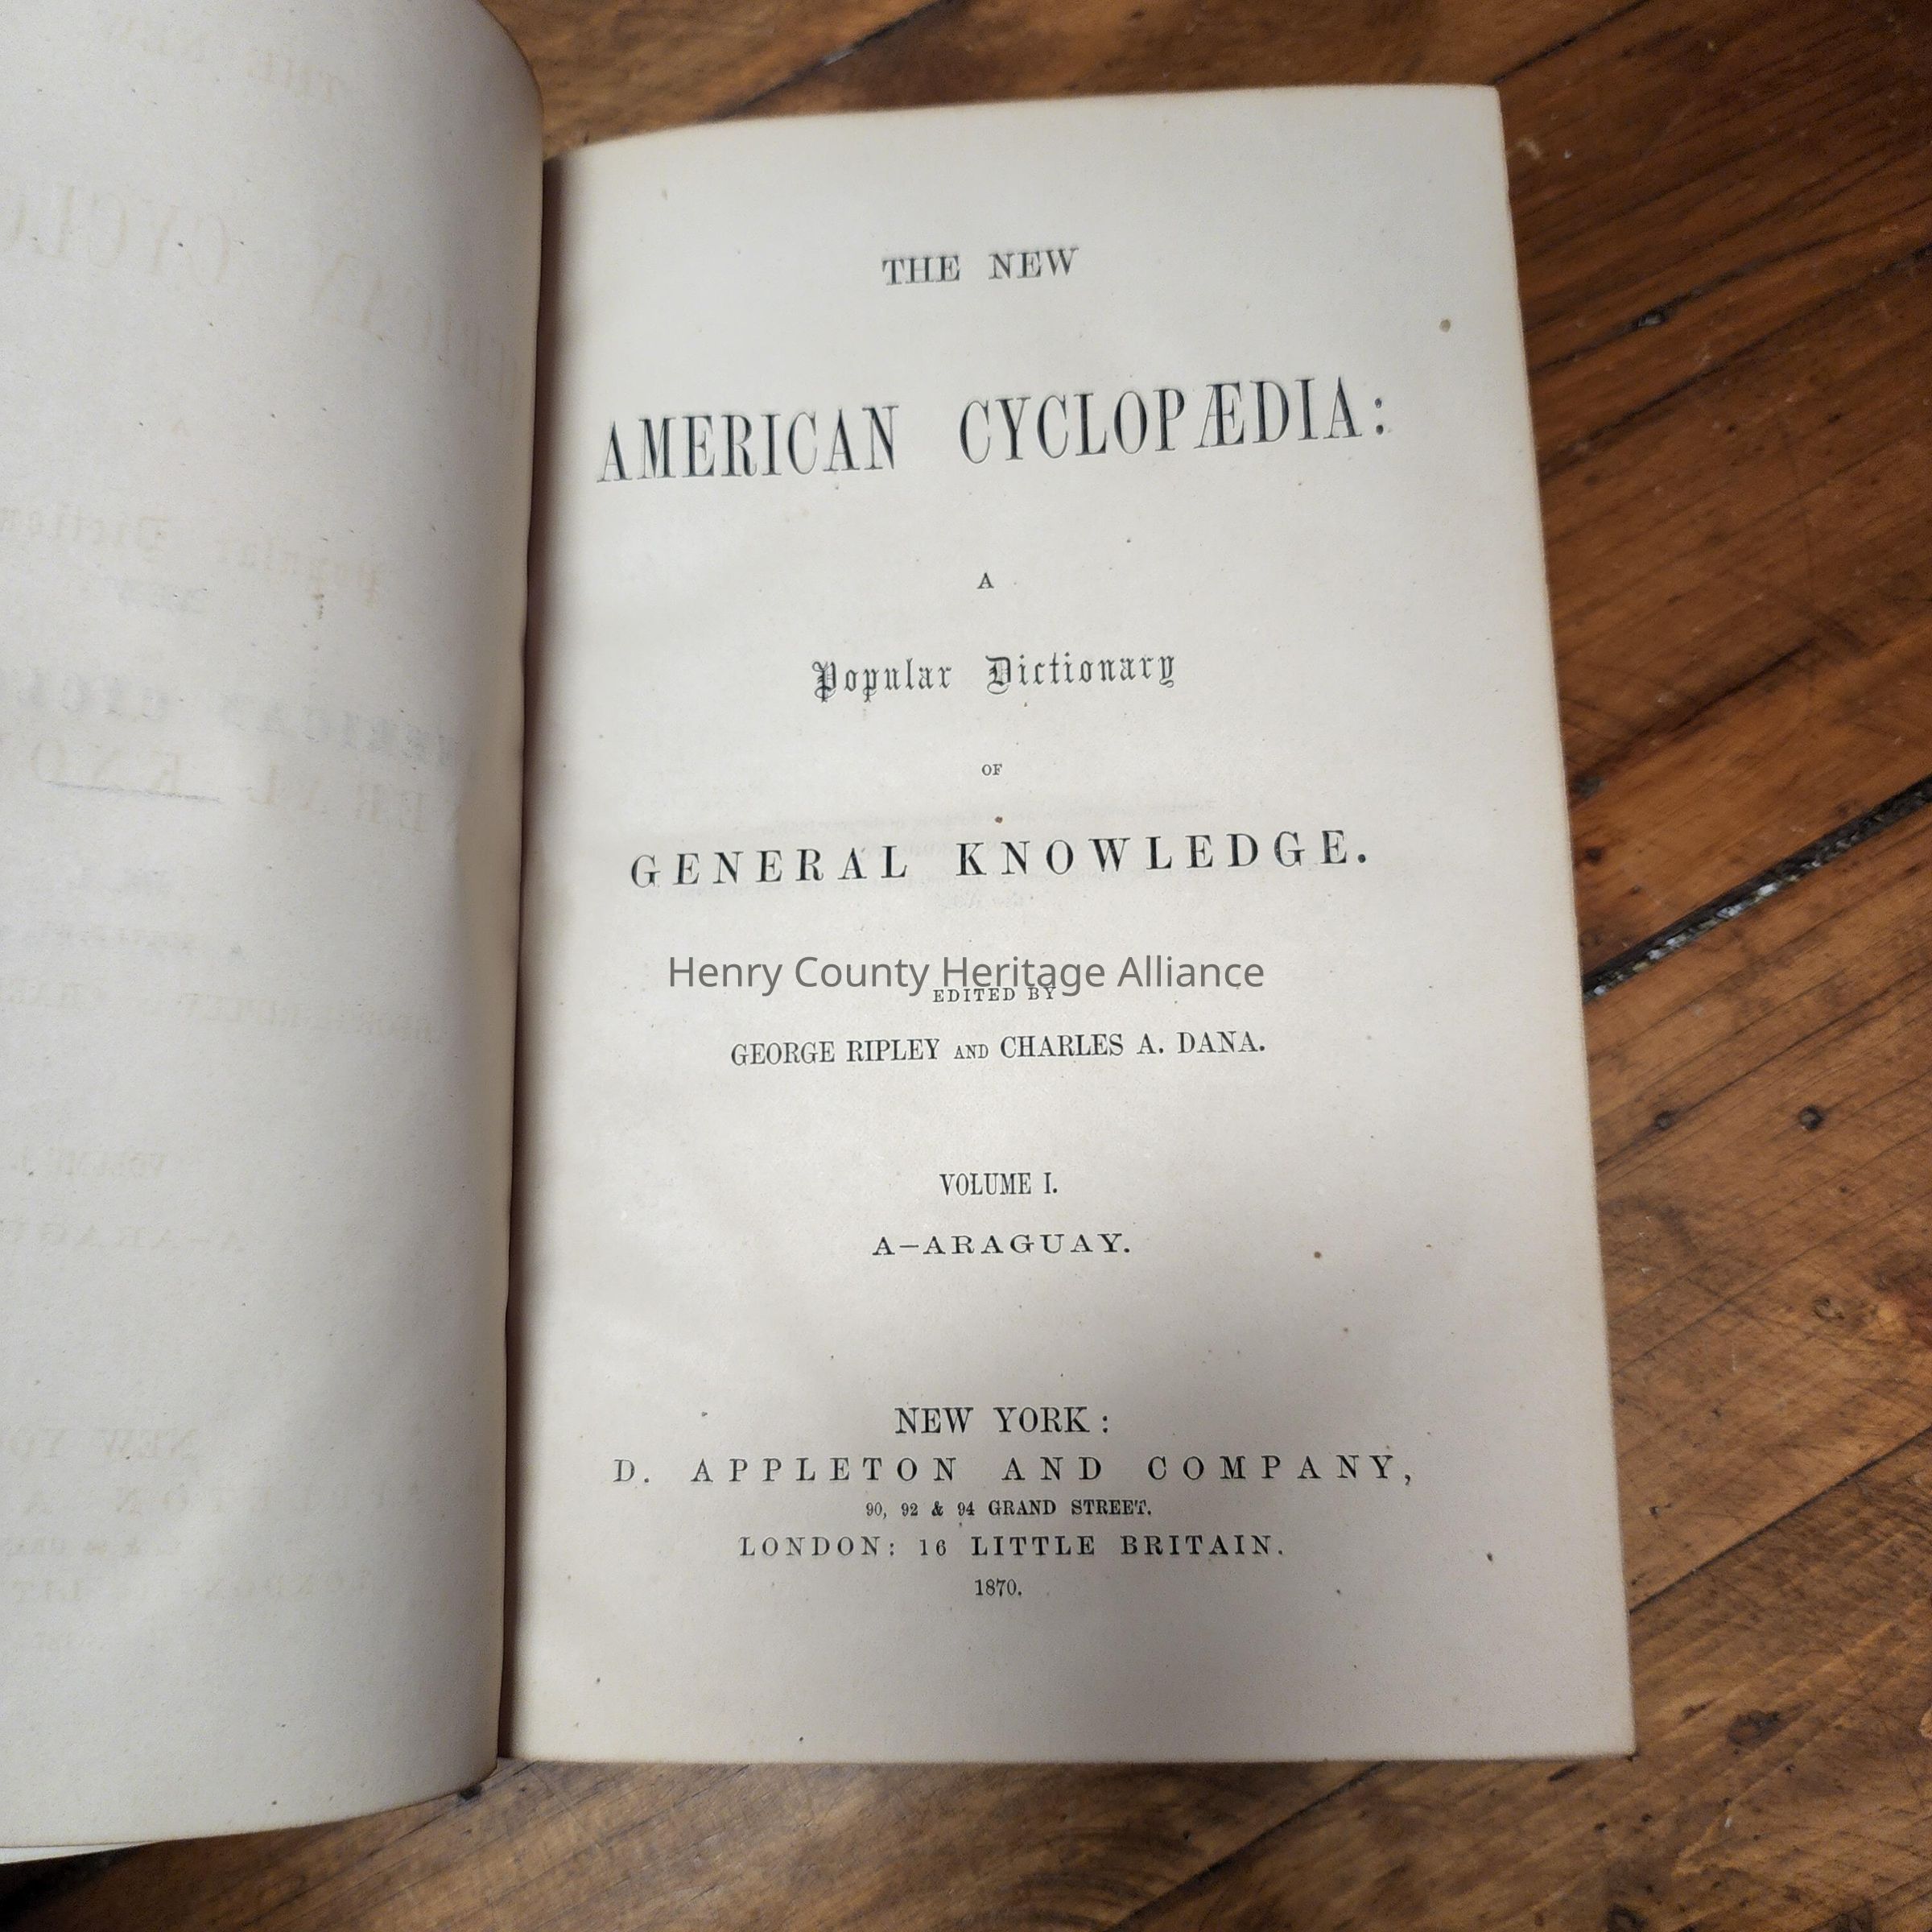 THE NEW
AMERICAN CYCLOPÆDIA:
A
Popular Dictionary
OF
GENERAL KNOWLEDGE.
Henry County Heritage Alliance
EDITED BY
GEORGE RIPLEY AND CHARLES A. DANA.
VOLUME I.
A–ARAGUAY.
NEW YORK:
D. APPLETON AND COMPANY,
90, 92 & 94 GRAND STREET.
LONDON: 16 LITTLE BRITAIN.
1870.